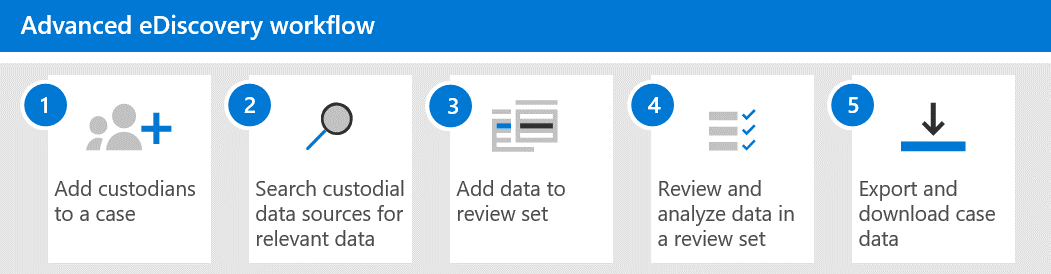 Advanced eDiscovery workflow
1
Add custodians
to a case
2
Search custodial
data sources for
relevant data
3
Add data to
review set
4
Review and
analyze data in
a review set
5
Export and
download case
data